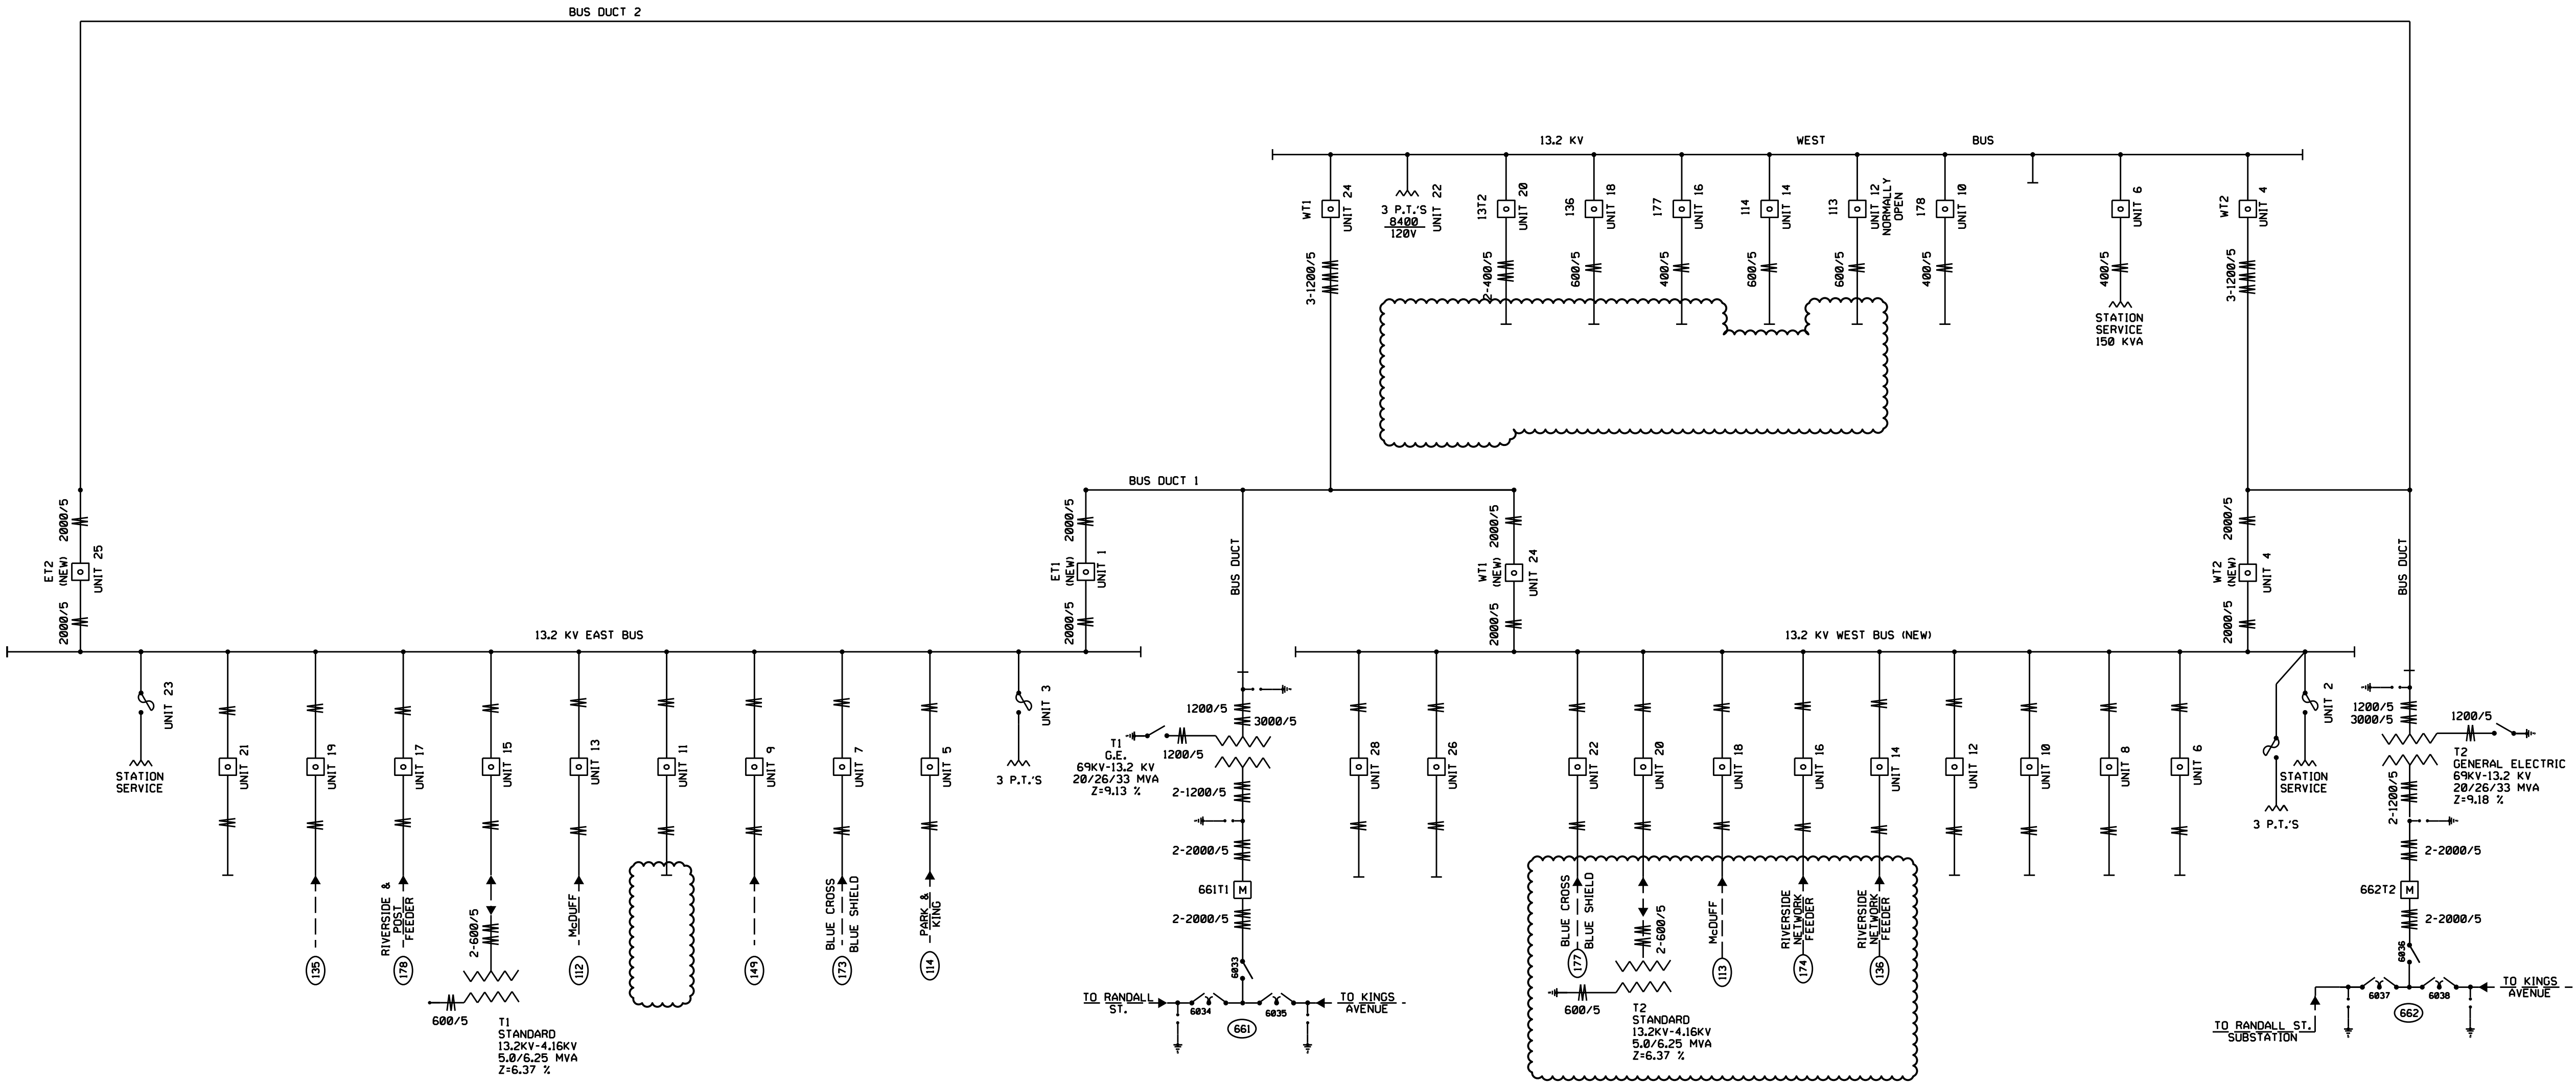 BUS DUCT 2
13.2 KV WEST BUS
WT1
UNIT 24
3-1200/5
3 P.T.'S
8400
120V
UNIT 22
13T2
UNIT 20
2-400/5
136
UNIT 18
600/5
177
UNIT 16
400/5
114
UNIT 14
600/5
113
UNIT 12
NORMALLY
OPEN
600/5
178
UNIT 10
400/5
UNIT 6
400/5
STATION
SERVICE
150 KVA
WT2
UNIT 4
3-1200/5
BUS DUCT 1
2000/5
ET2
(NEW)
UNIT 25
2000/5
2000/5
ET1
(NEW)
UNIT 1
2000/5
BUS DUCT
2000/5
WT1
(NEW)
UNIT 24
2000/5
2000/5
WT2
(NEW)
UNIT 4
2000/5
BUS DUCT
13.2 KV EAST BUS
UNIT 23
STATION
SERVICE
UNIT 21
UNIT 19
135
UNIT 17
RIVERSIDE &
POST
FEEDER
178
UNIT 15
2-600/5
600/5
T1
STANDARD
13.2KV-4.16KV
5.0/6.25 MVA
Z=6.37 %
UNIT 13
McDUFF
112
UNIT 11
UNIT 9
149
UNIT 7
BLUE CROSS
BLUE SHIELD
173
UNIT 5
PARK &
KING
114
UNIT 3
3 P.T.'S
1200/5
3000/5
1200/5
T1
G.E.
69KV-13.2 KV
20/26/33 MVA
Z=9.13 %
2-1200/5
2-2000/5
661T1
M
2-2000/5
6033
TO RANDALL
ST.
6034
6035
TO KINGS
AVENUE
661
13.2 KV WEST BUS (NEW)
UNIT 28
UNIT 26
UNIT 22
BLUE CROSS
BLUE SHIELD
177
UNIT 20
2-600/5
600/5
T2
STANDARD
13.2KV-4.16KV
5.0/6.25 MVA
Z=6.37 %
UNIT 18
McDUFF
113
UNIT 16
RIVERSIDE
NETWORK
FEEDER
174
UNIT 14
RIVERSIDE
NETWORK
FEEDER
136
UNIT 12
UNIT 10
UNIT 8
UNIT 6
UNIT 2
STATION
SERVICE
3 P.T.'S
1200/5
3000/5
1200/5
T2
GENERAL ELECTRIC
69KV-13.2 KV
20/26/33 MVA
Z=9.18 %
2-1200/5
2-2000/5
662T2
M
2-2000/5
6036
6037
6038
TO KINGS
AVENUE
662
TO RANDALL ST.
SUBSTATION